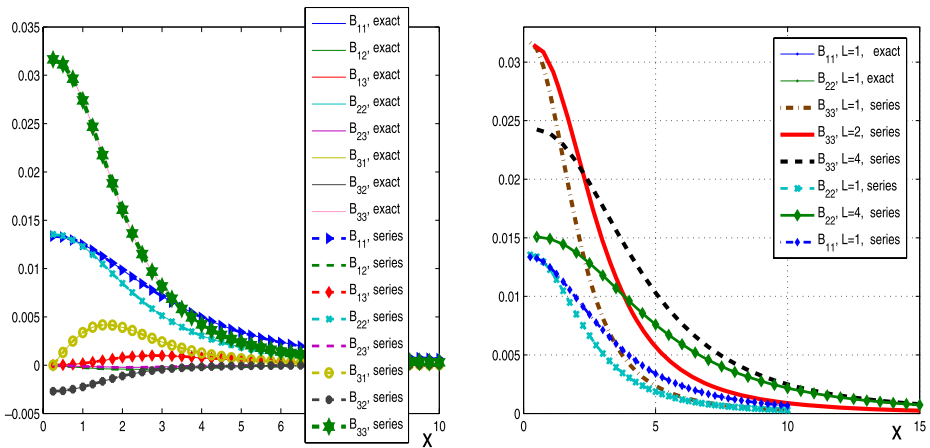 0.035
0.03
0.025
0.02
0.015
0.01
0.005
0
−0.005
0
1
2
3
4
5
6
10
X
B11, exact
B12, exact
B13, exact
B22, exact
B23, exact
B31, exact
B32, exact
B33, exact
B11, series
B12, series
B13, series
B22, series
B23, series
B31, series
B32, series
B33, series
0.03
0.025
0.02
0.015
0.01
0.005
0
0
5
10
15
X
B11, L=1, exact
B22, L=1, exact
B33, L=1, series
B33, L=2, series
B33, L=4, series
B22, L=1, series
B22, L=4, series
B11, L=1, series